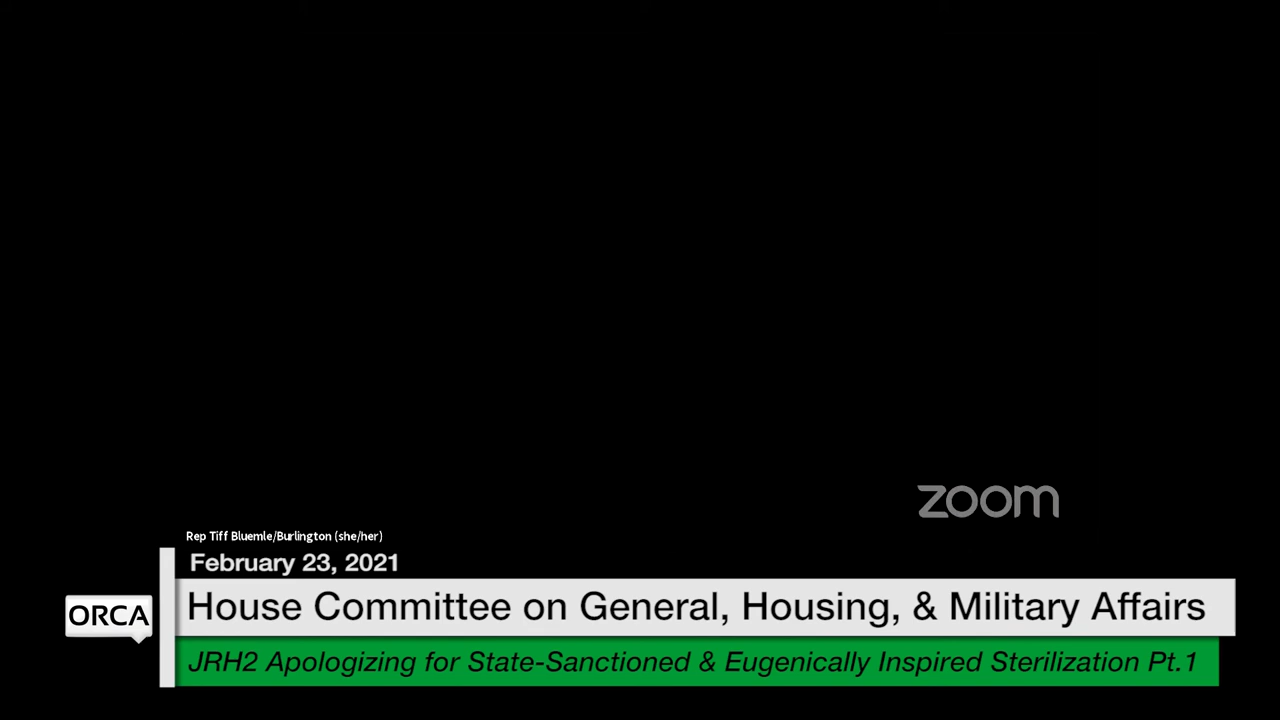 zoom
Rep Tiff Bluemle/Burlington (she/her)
February 23, 2021
ORCA
House Committee on General, Housing, & Military Affairs
JRH2 Apologizing for State-Sanctioned & Eugenically Inspired Sterilization Pt.1